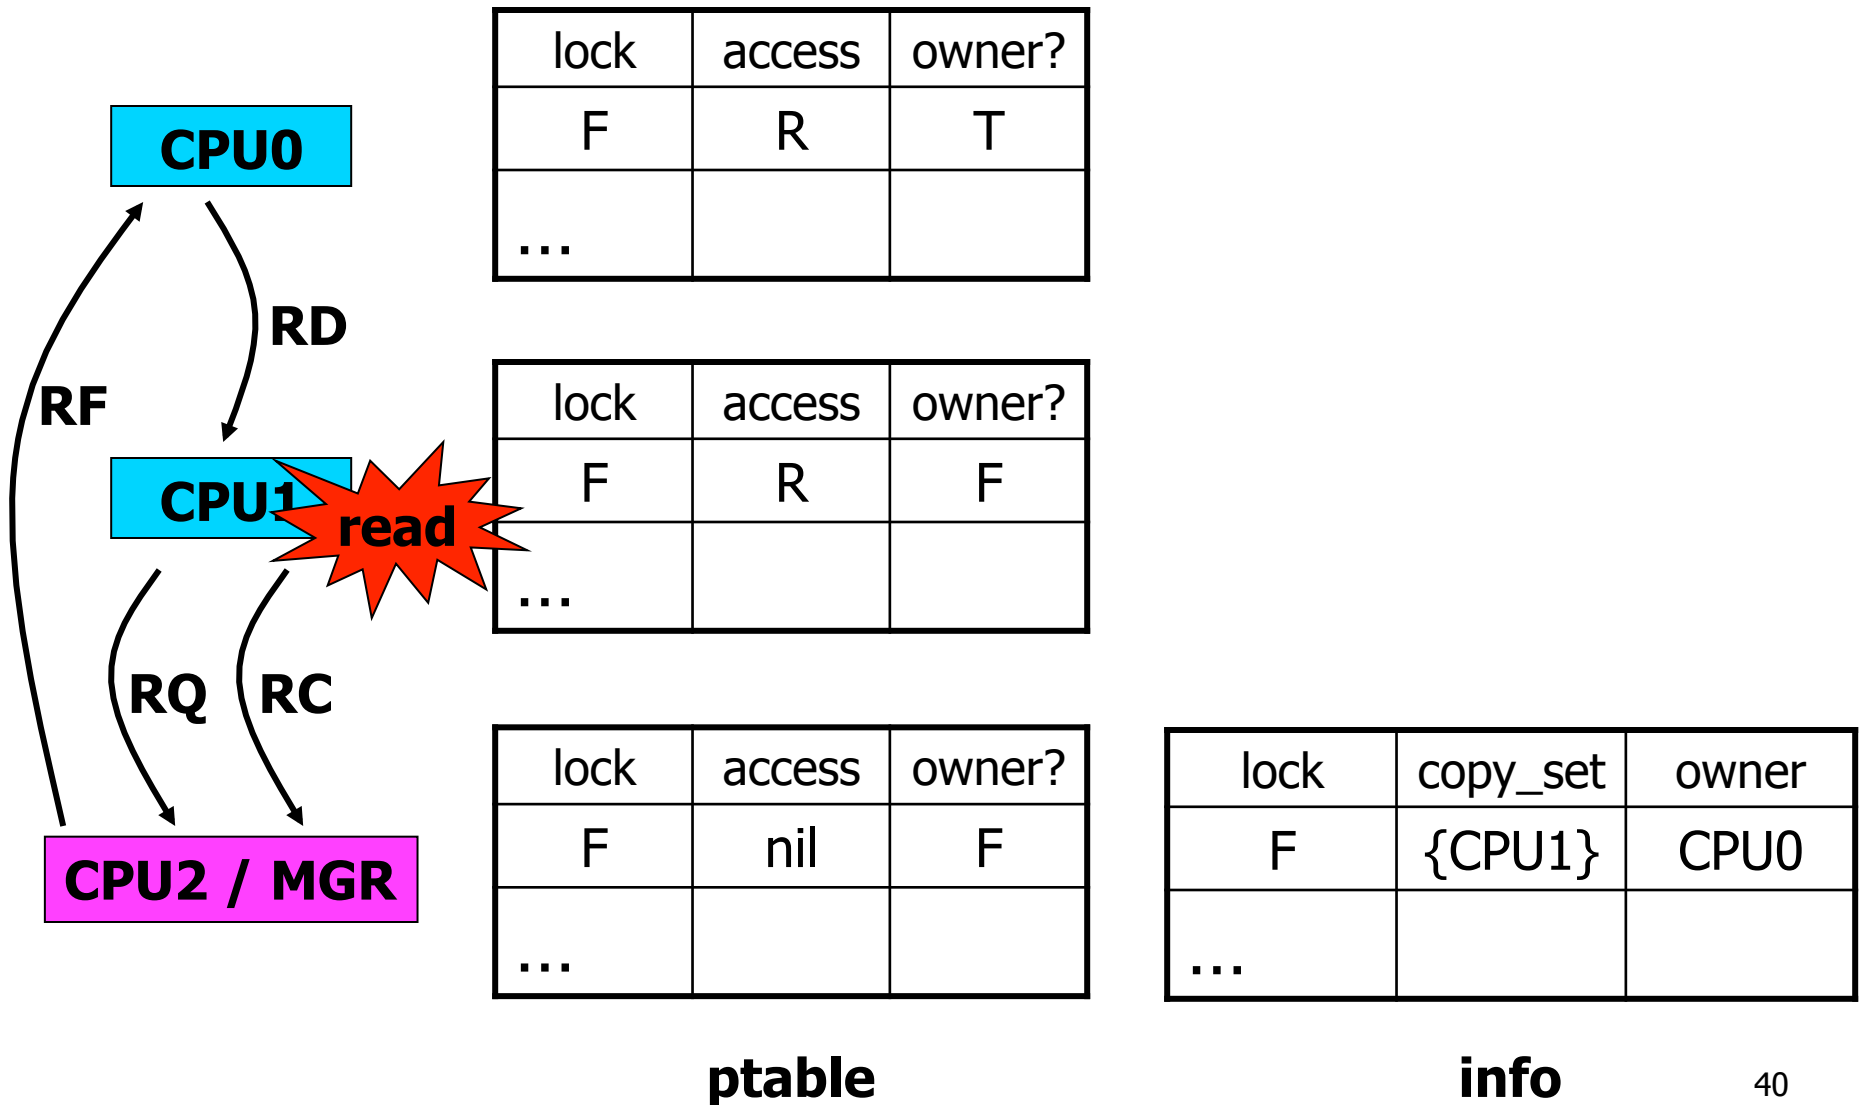 lock access owner?
F R T
...
CPU0
RD
RF
lock access owner?
F R F
...
CPU1
read
RQ RC
lock access owner?
F nil F
...
CPU2 / MGR
lock copy_set owner
F {CPU1} CPU0
...
ptable
info
40